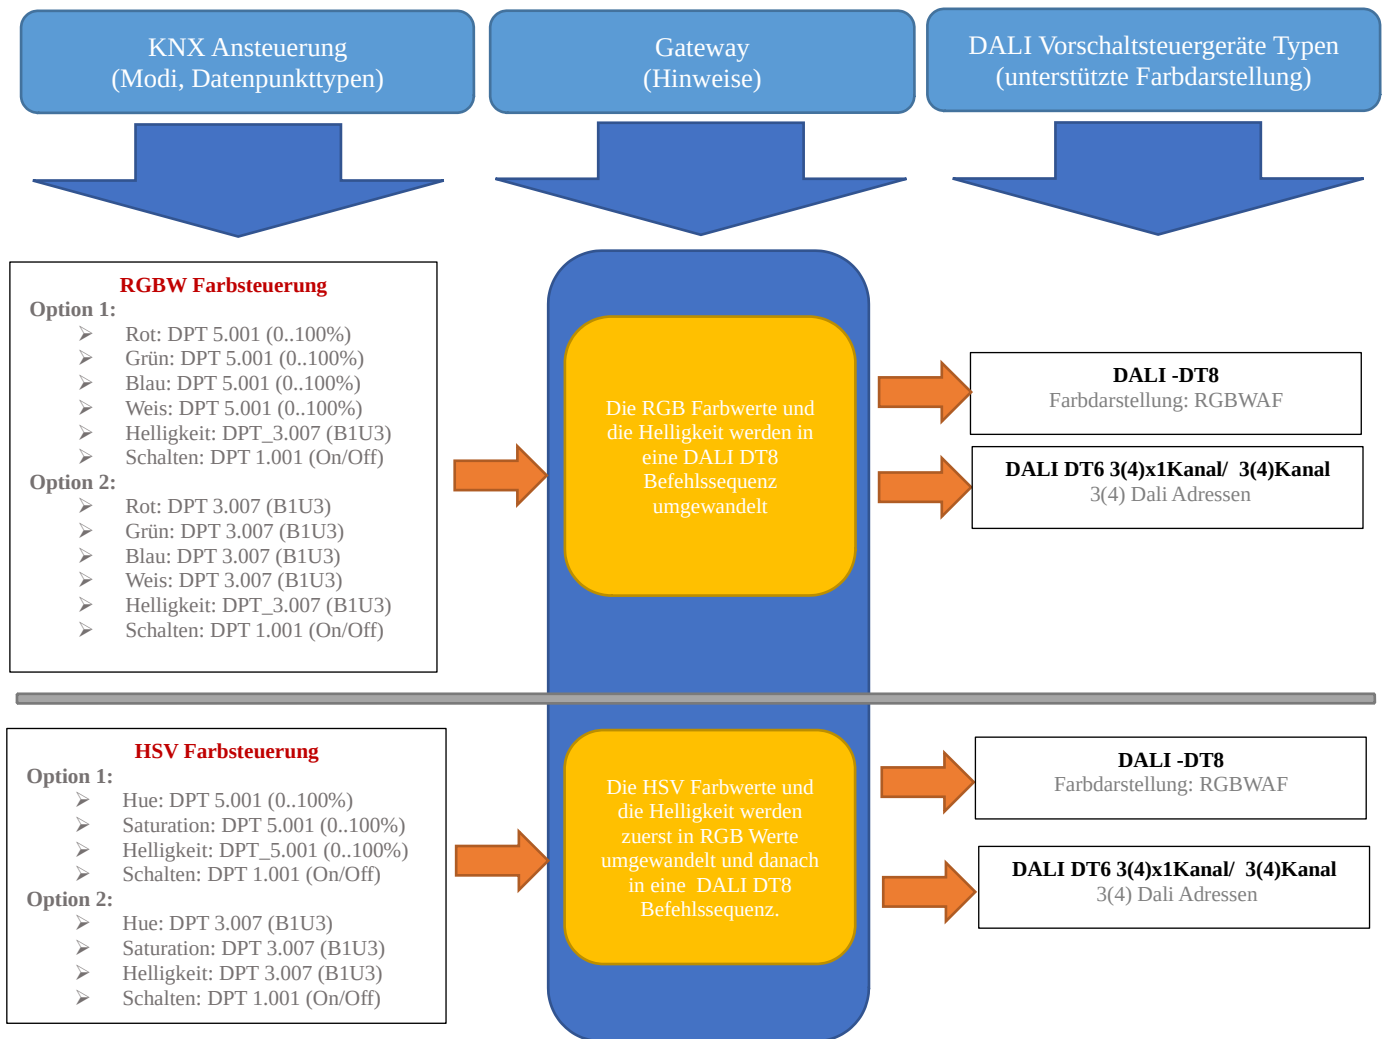 KNX Ansteuerung
(Modi, Datenpunkttypen)
Gateway
(Hinweise)
DALI Vorschaltsteuergeräte Typen
(unterstützte Farbdarstellung)
RGBW Farbsteuerung
Option 1:
➢ Rot: DPT 5.001 (0..100%)
➢ Grün: DPT 5.001 (0..100%)
➢ Blau: DPT 5.001 (0..100%)
➢ Weis: DPT 5.001 (0..100%)
➢ Helligkeit: DPT_3.007 (B1U3)
➢ Schalten: DPT 1.001 (On/Off)
Option 2:
➢ Rot: DPT 3.007 (B1U3)
➢ Grün: DPT 3.007 (B1U3)
➢ Blau: DPT 3.007 (B1U3)
➢ Weis: DPT 3.007 (B1U3)
➢ Helligkeit: DPT_3.007 (B1U3)
➢ Schalten: DPT 1.001 (On/Off)
Die RGB Farbwerte und
die Helligkeit werden in
eine DALI DT8
Befehlssequenz
umgewandelt
DALI -DT8
Farbdarstellung: RGBWAF
DALI DT6 3(4)x1Kanal/ 3(4)Kanal
3(4) Dali Adressen
HSV Farbsteuerung
Option 1:
➢ Hue: DPT 5.001 (0..100%)
➢ Saturation: DPT 5.001 (0..100%)
➢ Helligkeit: DPT_5.001 (0..100%)
➢ Schalten: DPT 1.001 (On/Off)
Option 2:
➢ Hue: DPT 3.007 (B1U3)
➢ Saturation: DPT 3.007 (B1U3)
➢ Helligkeit: DPT 3.007 (B1U3)
➢ Schalten: DPT 1.001 (On/Off)
Die HSV Farbwerte und
die Helligkeit werden
zuerst in RGB Werte
umgewandelt und danach
in eine DALI DT8
Befehlssequenz.
DALI -DT8
Farbdarstellung: RGBWAF
DALI DT6 3(4)x1Kanal/ 3(4)Kanal
3(4) Dali Adressen